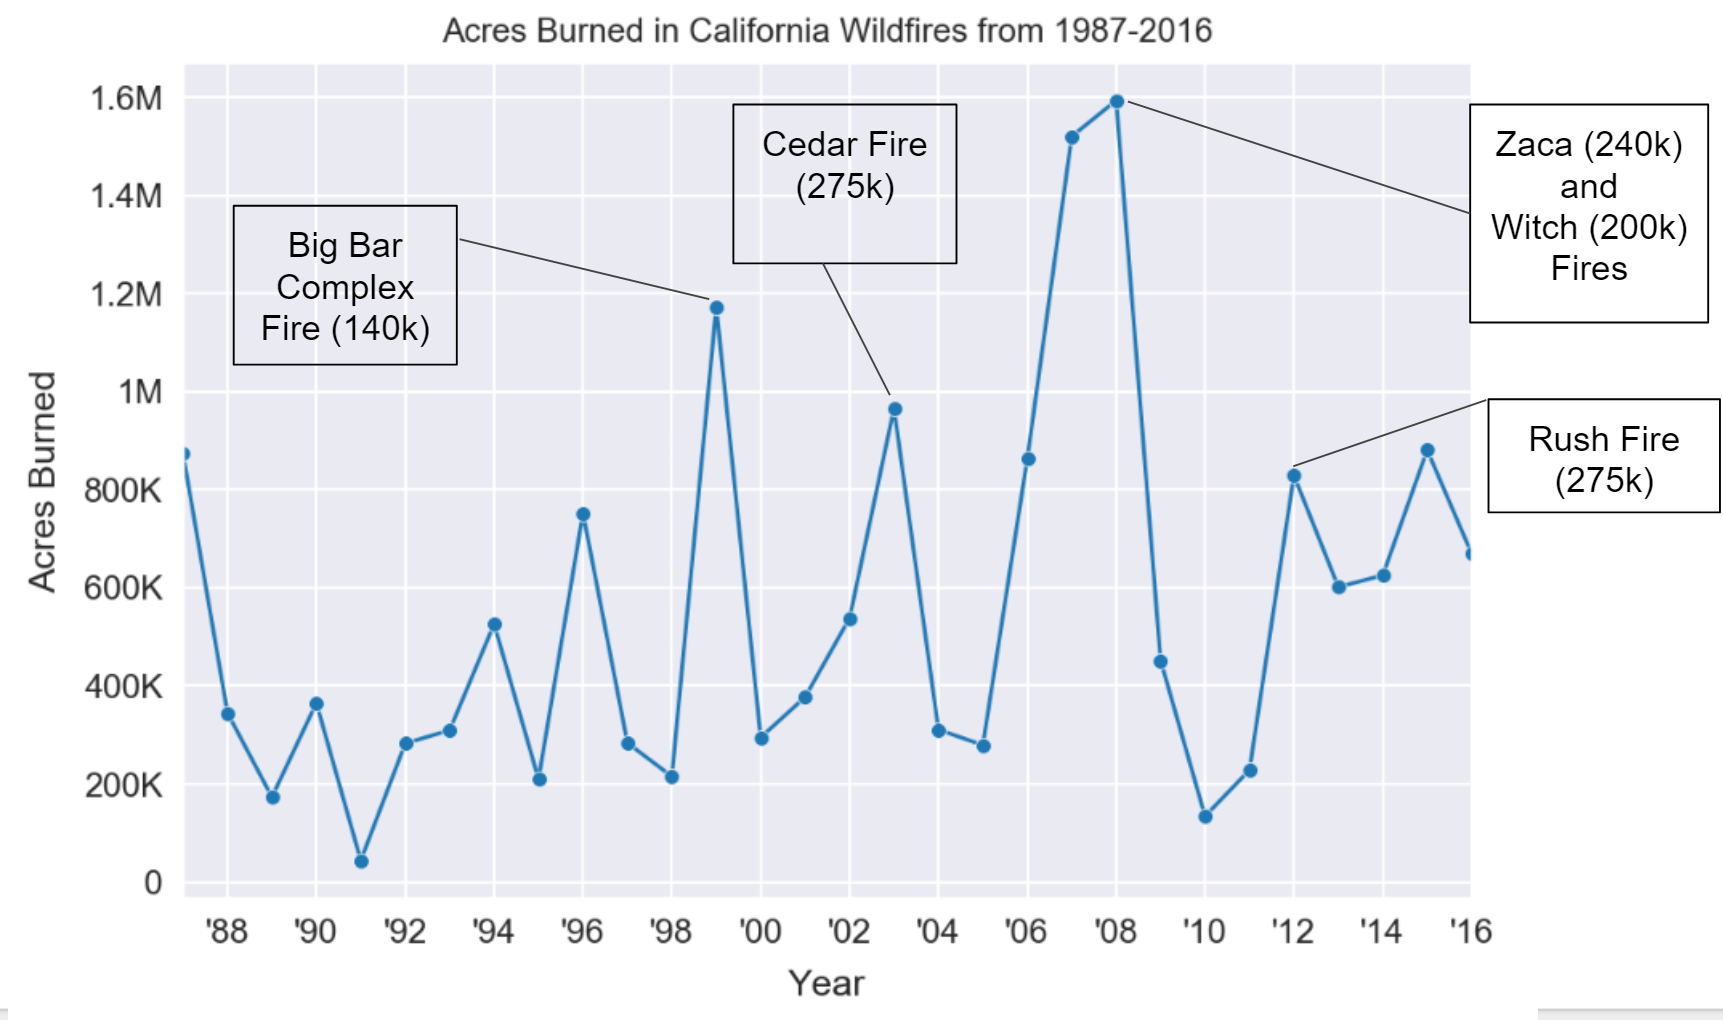 Acres Burned in California Wildfires from 1987-2016
1.6M
1.4M
1.2M
1M
800K
600K
400K
200K
0
Acres Burned
Big Bar
Complex
Fire (140k)
Cedar Fire
(275k)
Zaca (240k)
and
Witch (200k)
Fires
Rush Fire
(275k)
'88 '90 '92 '94 '96 '98 '00 '02 '04 '06 '08 '10 '12 '14 '16
Year